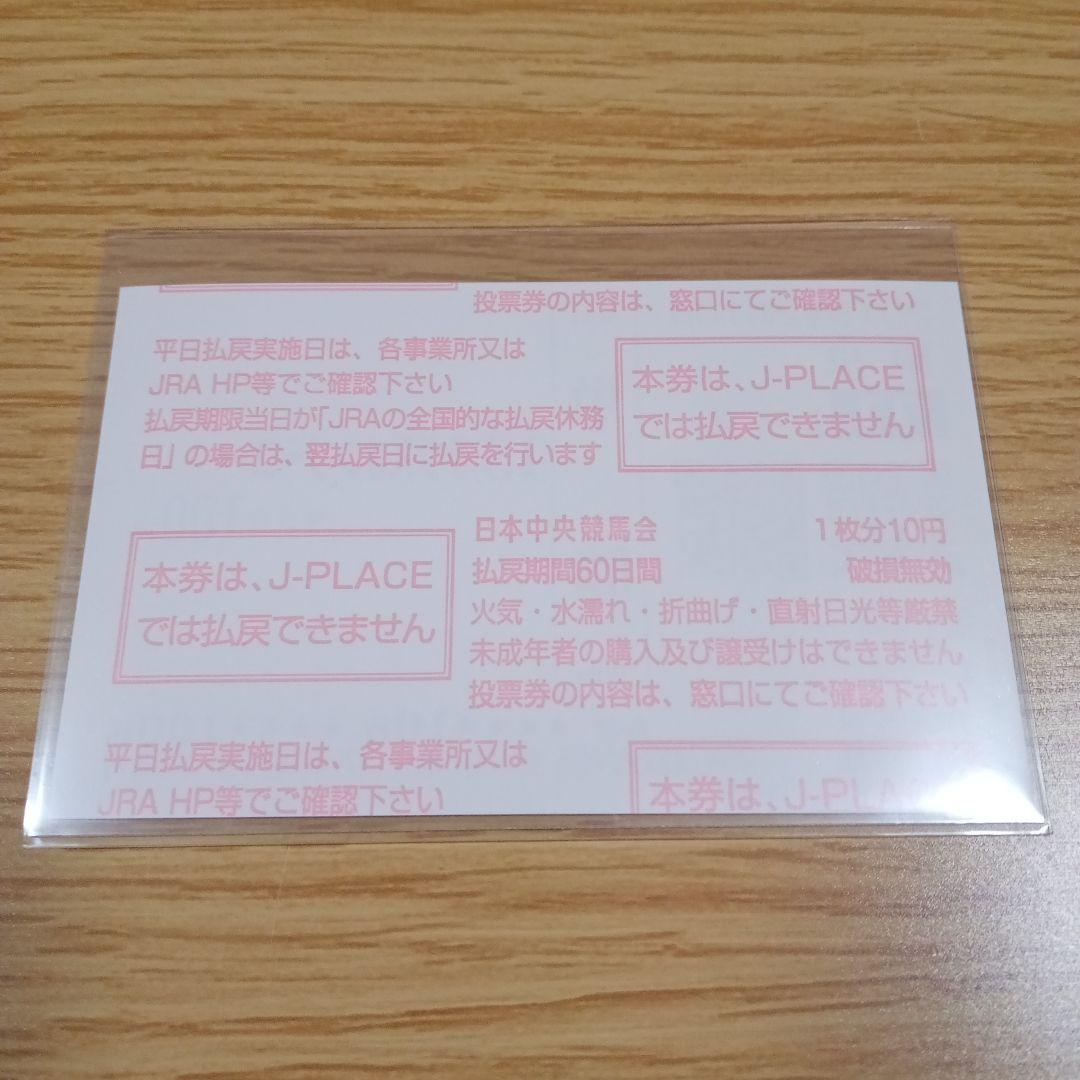 投票券の内容は、窓口にてご確認下さい
平日払戻実施日は、各事業所又は
JRA HP等でご確認下さい
払戻期限当日が「JRAの全国的な払戻休務
日」の場合は、翌払戻日に払戻を行います
本券は、J-PLACE
では払戻できません
日本中央競馬会 1枚分10円
払戻期間60日間 破損無効
火気・水濡れ・折曲げ・直射日光等厳禁
未成年者の購入及び譲受けはできません
投票券の内容は、窓口にてご確認下さい
本券は、J-PLACE
では払戻できません
平日払戻実施日は、各事業所又は
JRA HP等でご確認下さい
本券は、J-PLA